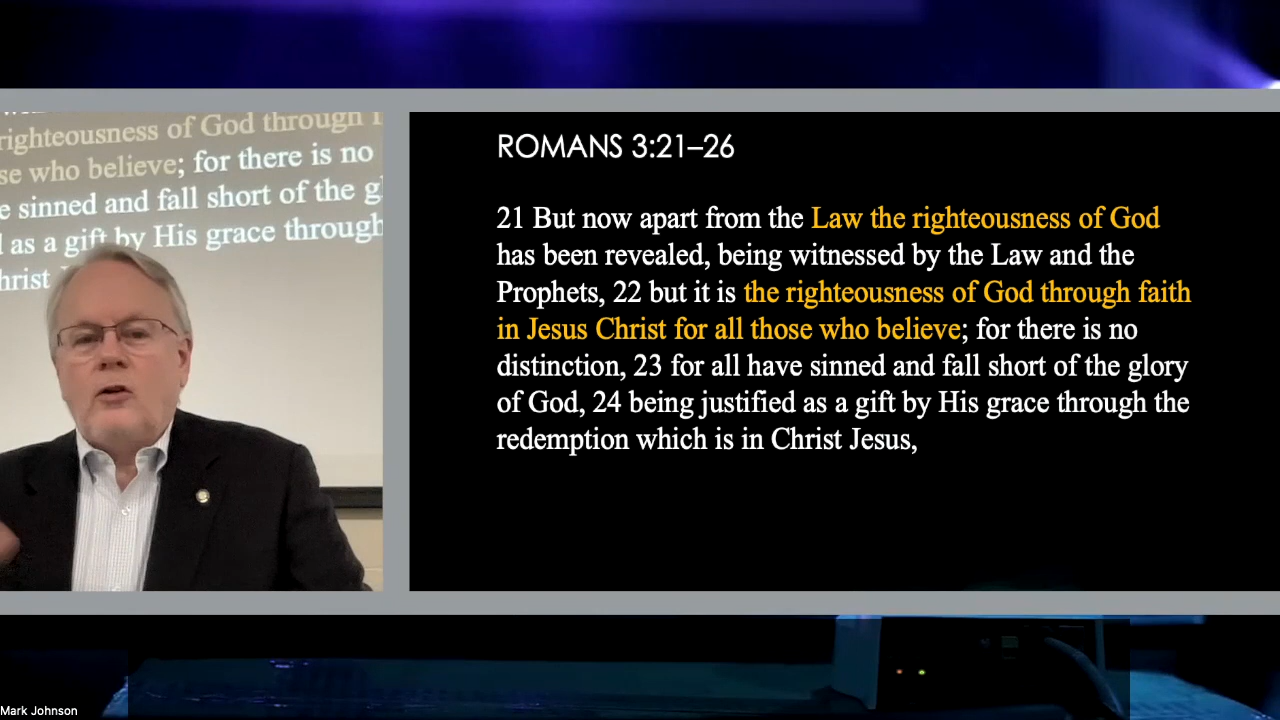 righteousness of God through
se who believe; for there is no
e sinned and fall short of the g
as a gift by His grace through
hrist
ROMANS 3:21–26
21 But now apart from the Law the righteousness of God
has been revealed, being witnessed by the Law and the
Prophets, 22 but it is the righteousness of God through faith
in Jesus Christ for all those who believe; for there is no
distinction, 23 for all have sinned and fall short of the glory
of God, 24 being justified as a gift by His grace through the
redemption which is in Christ Jesus,
Mark Johnson